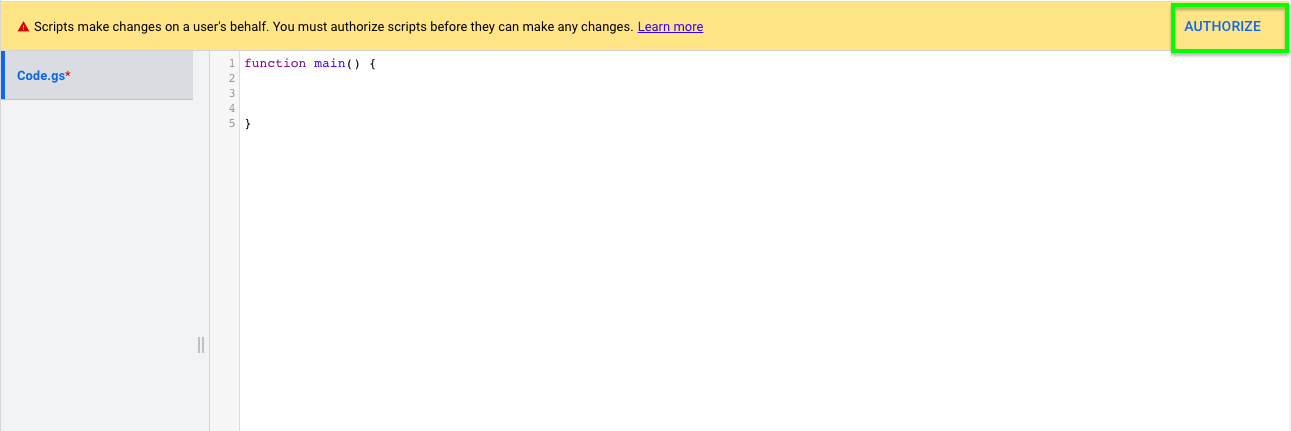 Scripts make changes on a user's behalf. You must authorize scripts before they can make any changes. Learn more
AUTHORIZE
Code.gs*
1 function main() {
2
3
4
5 }